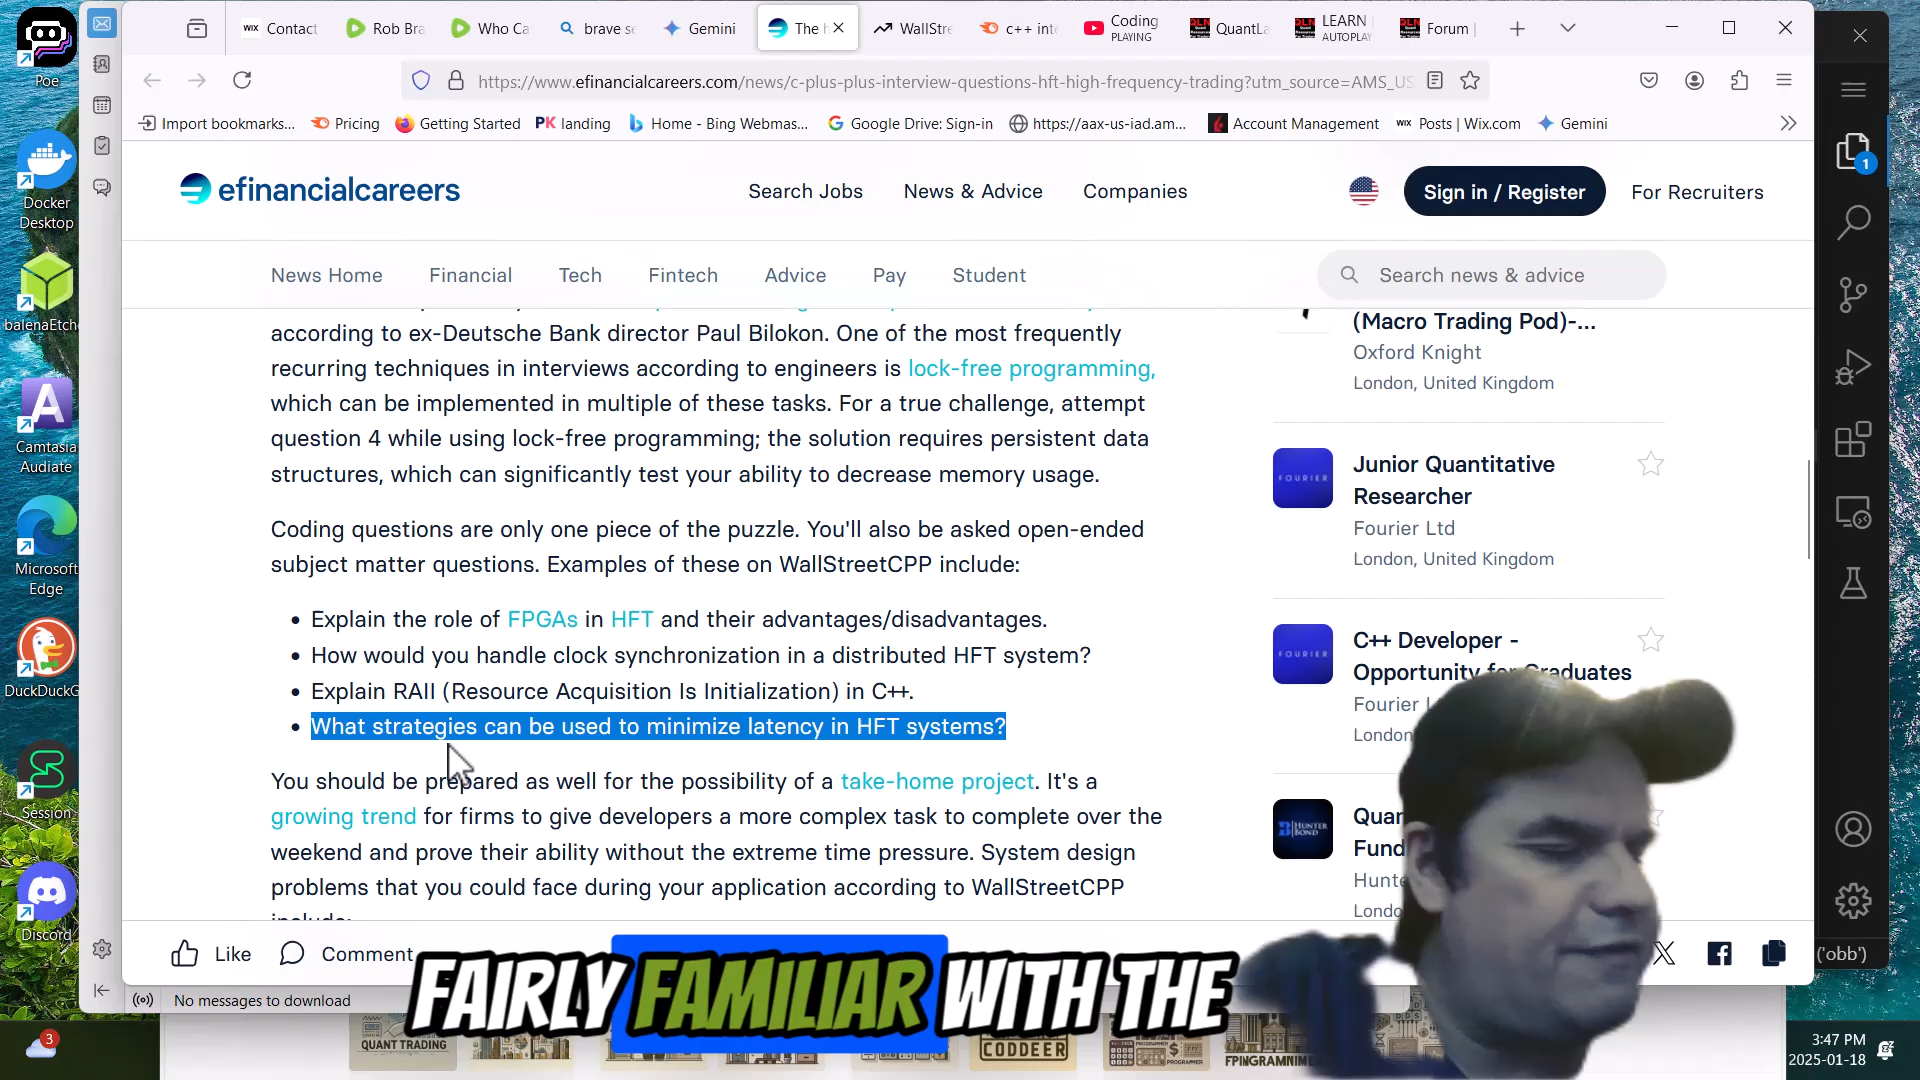 Poe
Docker
Desktop
balenaEtche
Camtasia
Audiate
Microsoft
Edge
DuckDuckG
Session
Discord
3
WIX Contact
Rob Bra
Who Ca
brave se
Gemini
The h
WallStre
c++ inte
Coding
PLAYING
QuantLa
LEARN
AUTOPLAY
Forum |
https://www.efinancialcareers.com/news/c-plus-plus-interview-questions-hft-high-frequency-trading?utm_source=AMS_US
Import bookmarks...
Pricing
Getting Started
PK landing
Home - Bing Webmas...
Google Drive: Sign-in
https://aax-us-iad.am...
Account Management
WIX Posts | Wix.com
Gemini
efinancialcareers
Search Jobs
News & Advice
Companies
Sign in / Register
For Recruiters
News Home
Financial
Tech
Fintech
Advice
Pay
Student
Search news & advice
according to ex-Deutsche Bank director Paul Bilokon. One of the most frequently
recurring techniques in interviews according to engineers is lock-free programming,
which can be implemented in multiple of these tasks. For a true challenge, attempt
question 4 while using lock-free programming; the solution requires persistent data
structures, which can significantly test your ability to decrease memory usage.
Coding questions are only one piece of the puzzle. You'll also be asked open-ended
subject matter questions. Examples of these on WallStreetCPP include:
• Explain the role of FPGAs in HFT and their advantages/disadvantages.
• How would you handle clock synchronization in a distributed HFT system?
• Explain RAII (Resource Acquisition Is Initialization) in C++.
• What strategies can be used to minimize latency in HFT systems?
You should be prepared as well for the possibility of a take-home project. It's a
growing trend for firms to give developers a more complex task to complete over the
weekend and prove their ability without the extreme time pressure. System design
problems that you could face during your application according to WallStreetCPP
include:
(Macro Trading Pod)-...
Oxford Knight
London, United Kingdom
FOURIER
Junior Quantitative
Researcher
Fourier Ltd
London, United Kingdom
FOURIER
C++ Developer -
Opportunity for Graduates
Fourier L
London
HUNTER
BOND
Quan
Fund
Hunte
Londo
Like
Comment
FAIRLY FAMILIAR WITH THE
No messages to download
QUANT TRADING
CODDEER
1
('obb')
3:47 PM
2025-01-18